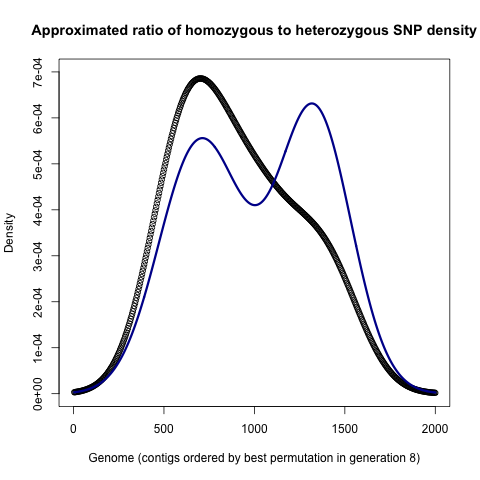 Approximated ratio of homozygous to heterozygous SNP density
7e-04
6e-04
5e-04
4e-04
3e-04
2e-04
1e-04
0e+00
Density
0 500 1000 1500 2000
Genome (contigs ordered by best permutation in generation 8)